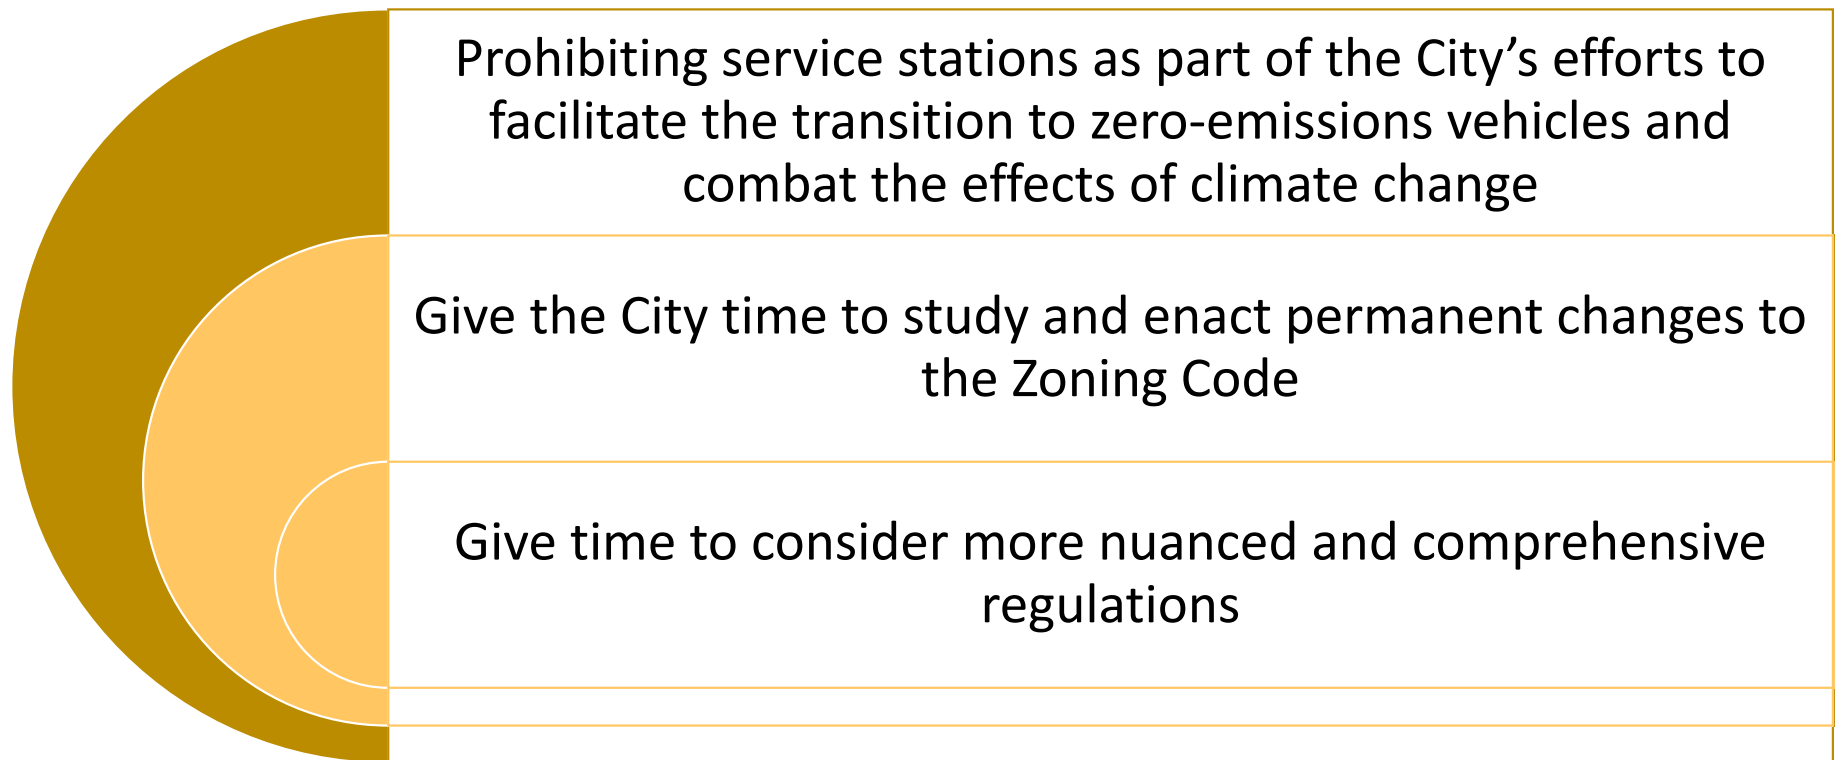 Prohibiting service stations as part of the City’s efforts to
facilitate the transition to zero-emissions vehicles and
combat the effects of climate change
Give the City time to study and enact permanent changes to
the Zoning Code
Give time to consider more nuanced and comprehensive
regulations